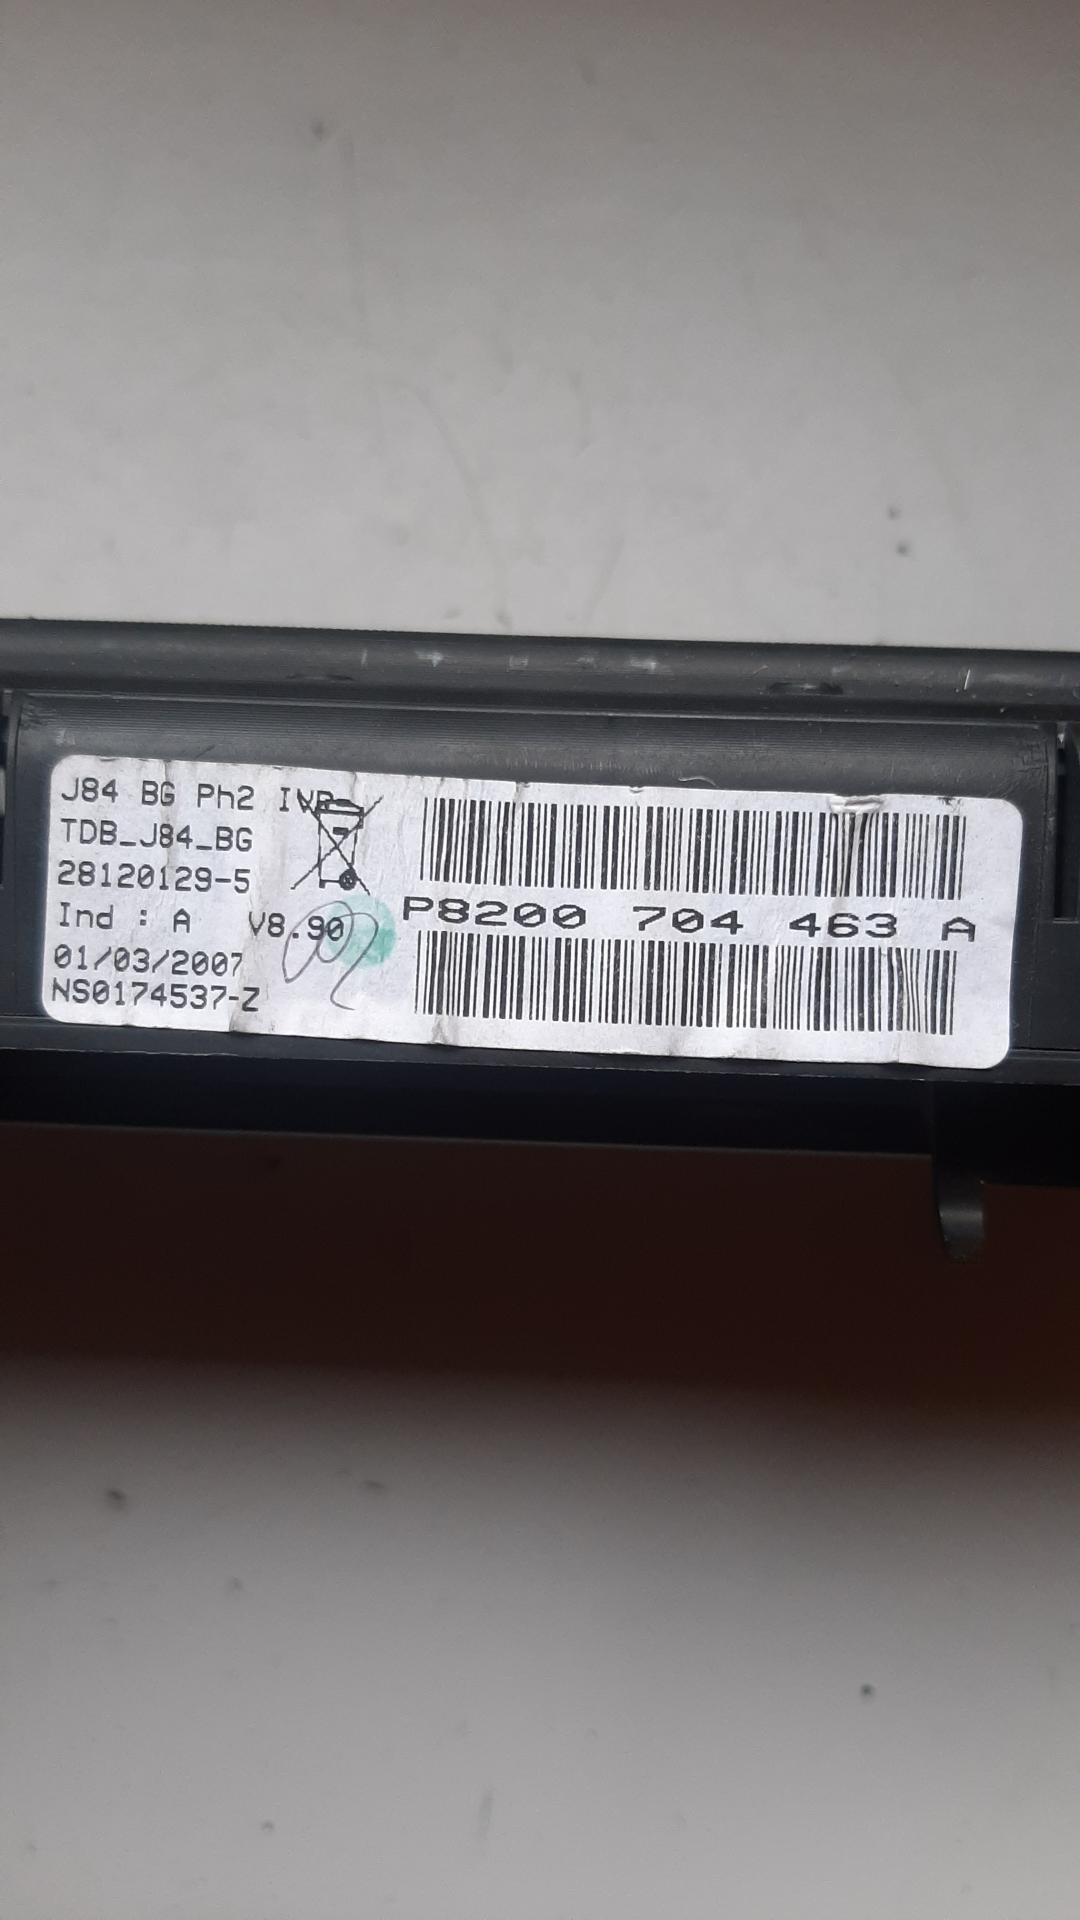 J84 BG Ph2
TDB_J84_BG
28120129-5
Ind : A V8.90
01/03/2007
NS0174537-Z
P8200 704 463 A